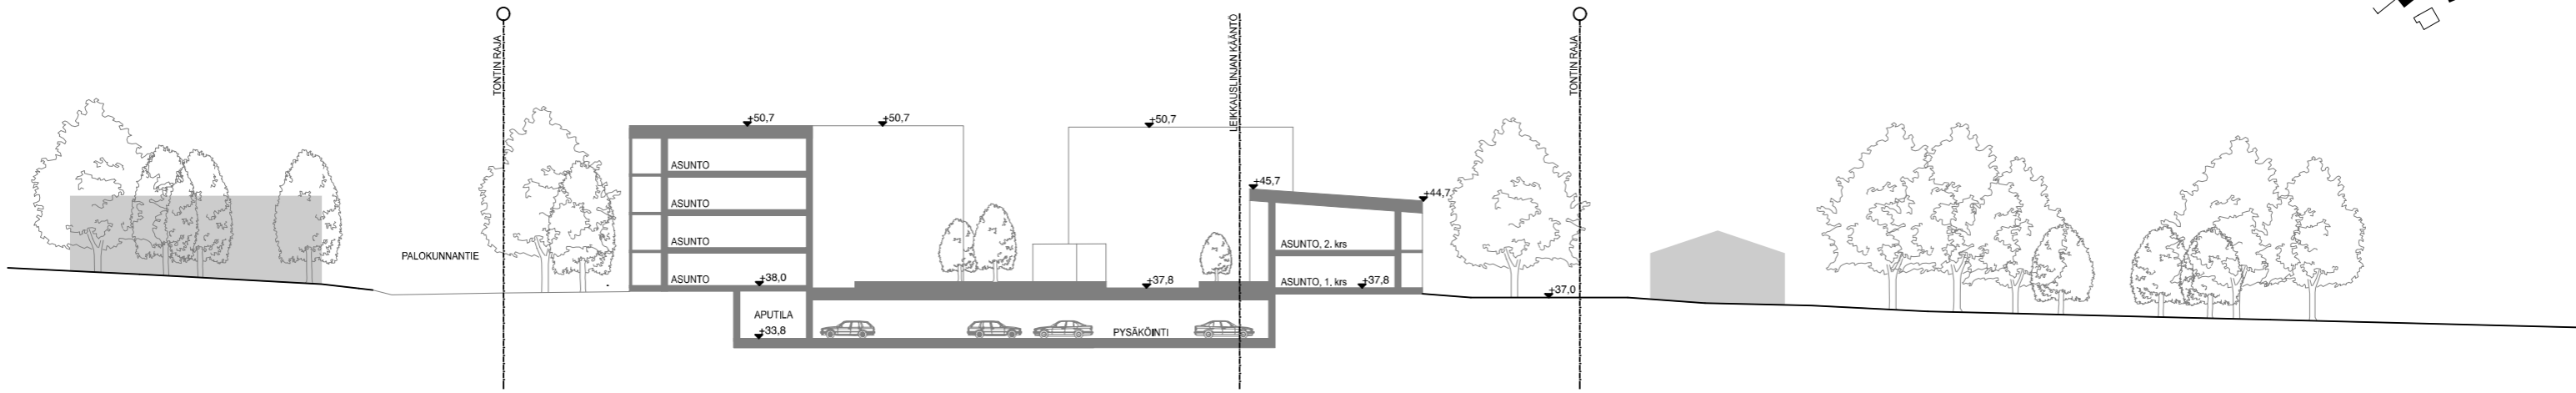 TONTIN RAJA
LEIKKAUSLINJAN KÄÄNTÖ
TONTIN RAJA
+50,7
+50,7
+50,7
ASUNTO
+45,7
+44,7
ASUNTO
ASUNTO
ASUNTO, 2. krs
PALOKUNNANTIE
ASUNTO
+38,0
+37,8
ASUNTO, 1. krs
+37,8
+37,0
APUTILA
+33,8
PYSÄKÖINTI